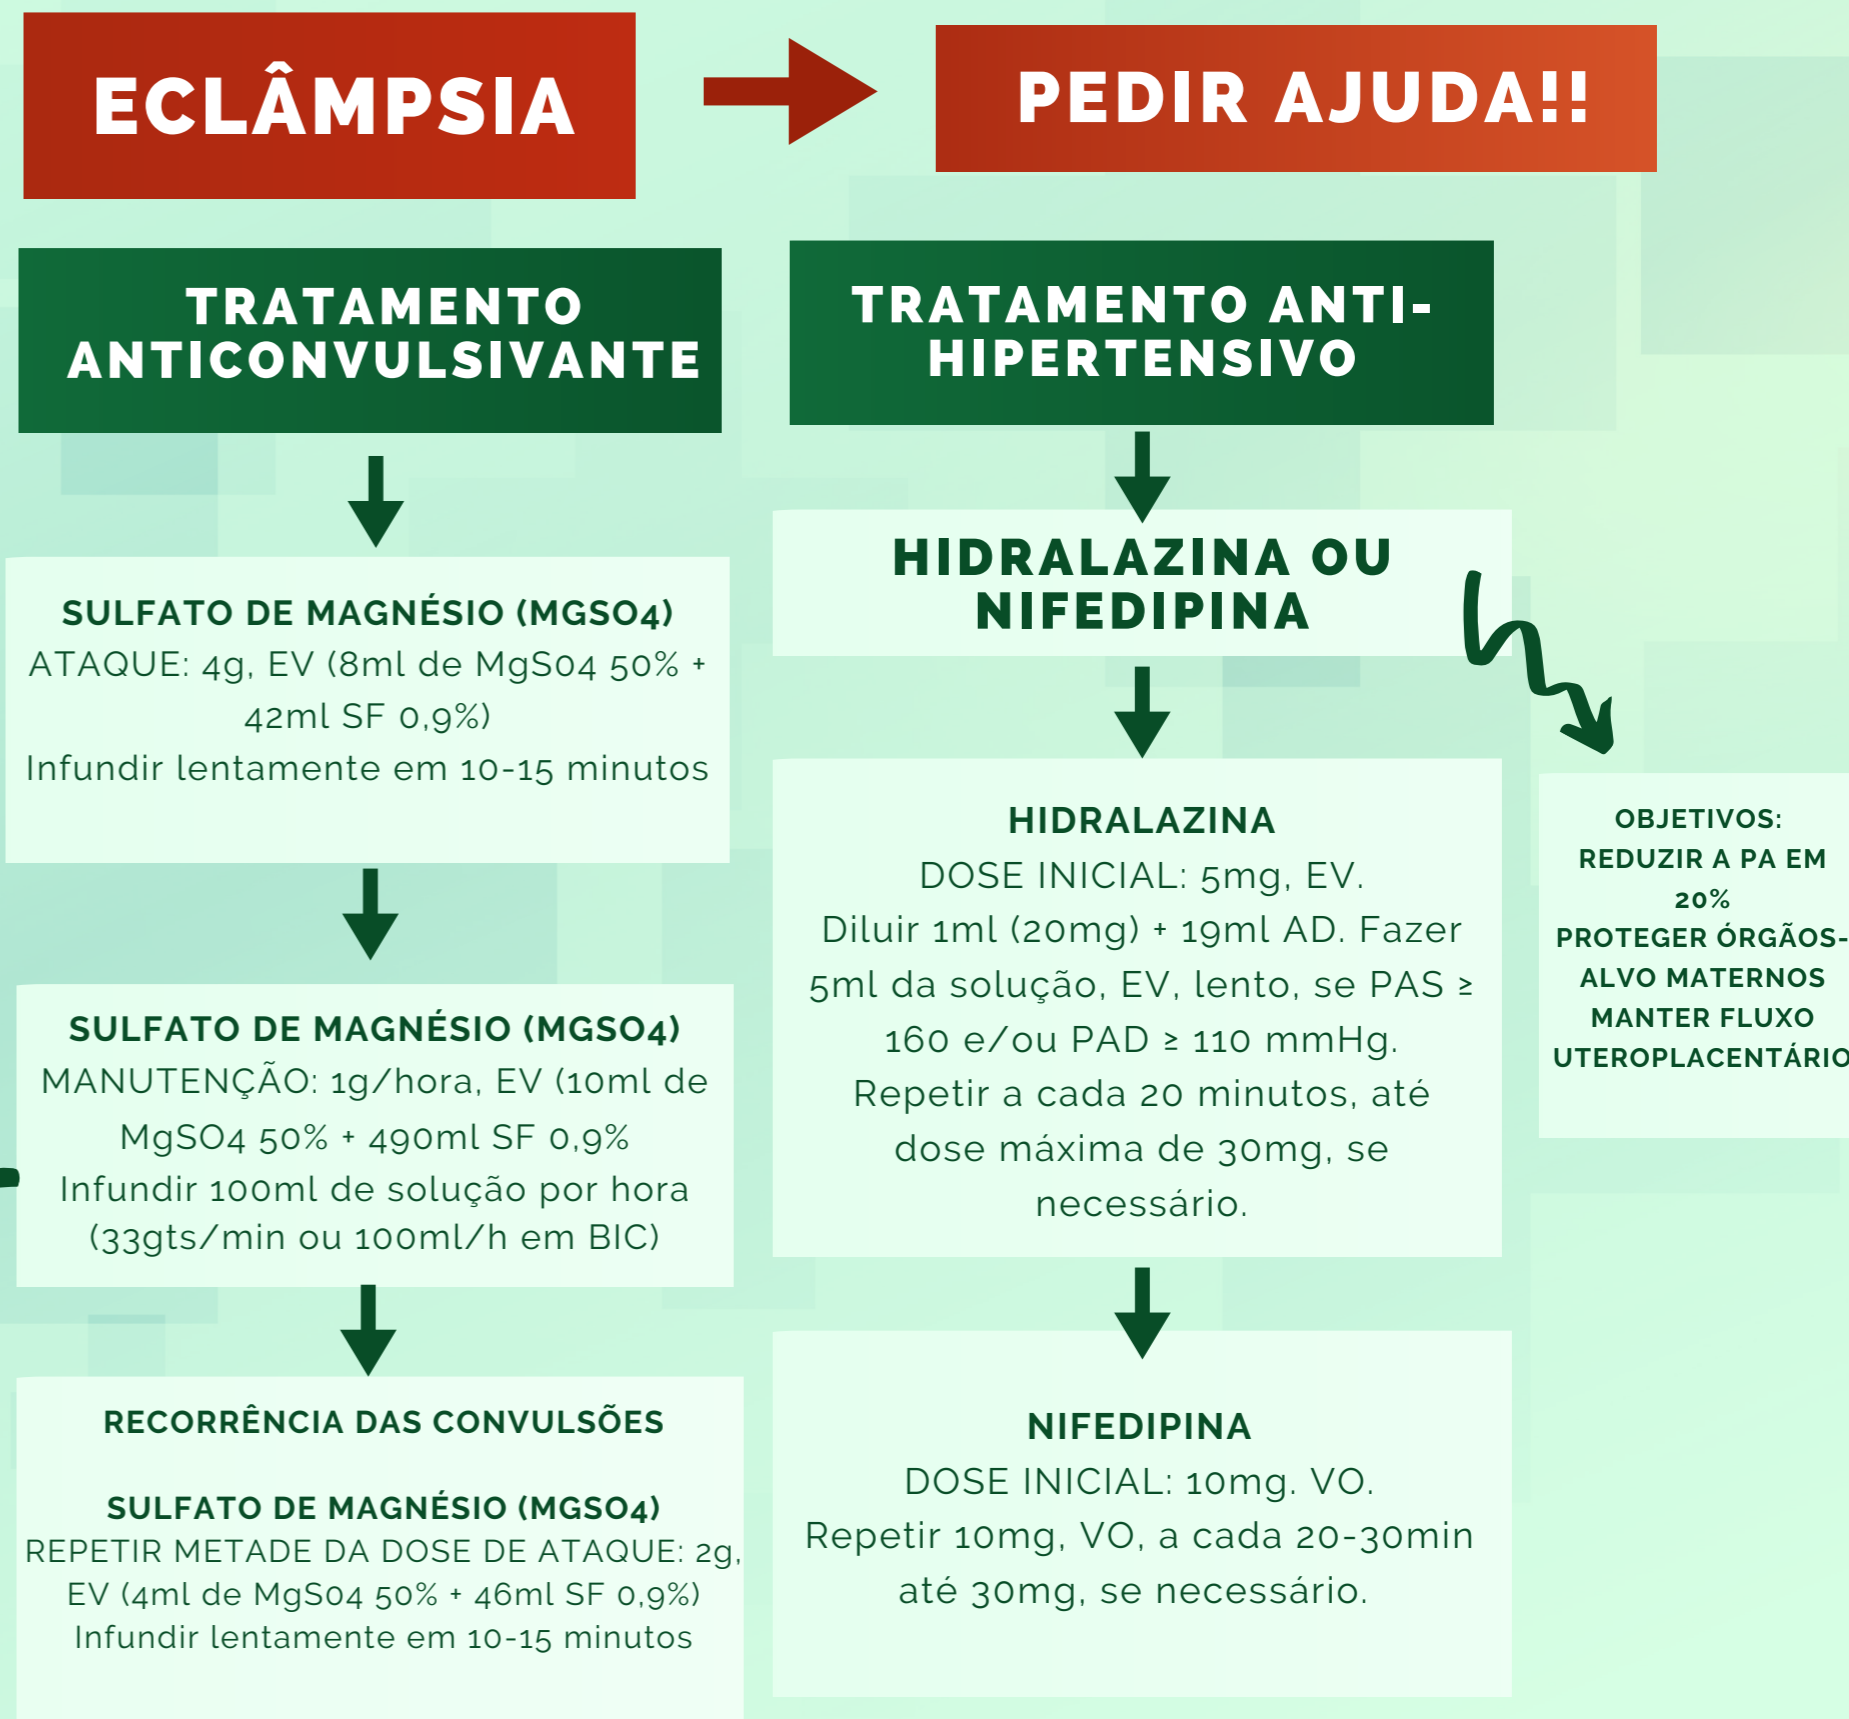 ECLÂMPSIA
PEDIR AJUDA!!
TRATAMENTO
ANTICONVULSIVANTE
SULFATO DE MAGNÉSIO (MGSO4)
ATAQUE: 4g, EV (8ml de MgS04 50% +
42ml SF 0,9%)
Infundir lentamente em 10-15 minutos
SULFATO DE MAGNÉSIO (MGSO4)
MANUTENÇÃO: 1g/hora, EV (10ml de
MgSO4 50% + 490ml SF 0,9%
Infundir 100ml de solução por hora
(33gts/min ou 100ml/h em BIC)
RECORRÊNCIA DAS CONVULSÕES
SULFATO DE MAGNÉSIO (MGSO4)
REPETIR METADE DA DOSE DE ATAQUE: 2g,
EV (4ml de MgS04 50% + 46ml SF 0,9%)
Infundir lentamente em 10-15 minutos
TRATAMENTO ANTI-
HIPERTENSIVO
HIDRALAZINA OU
NIFEDIPINA
HIDRALAZINA
DOSE INICIAL: 5mg, EV.
Diluir 1ml (20mg) + 19ml AD. Fazer
5ml da solução, EV, lento, se PAS ≥
160 e/ou PAD ≥ 110 mmHg.
Repetir a cada 20 minutos, até
dose máxima de 30mg, se
necessário.
NIFEDIPINA
DOSE INICIAL: 10mg. VO.
Repetir 10mg, VO, a cada 20-30min
até 30mg, se necessário.
OBJETIVOS:
REDUZIR A PA EM
20%
PROTEGER ÓRGÃOS-
ALVO MATERNOS
MANTER FLUXO
UTEROPLACENTÁRIO